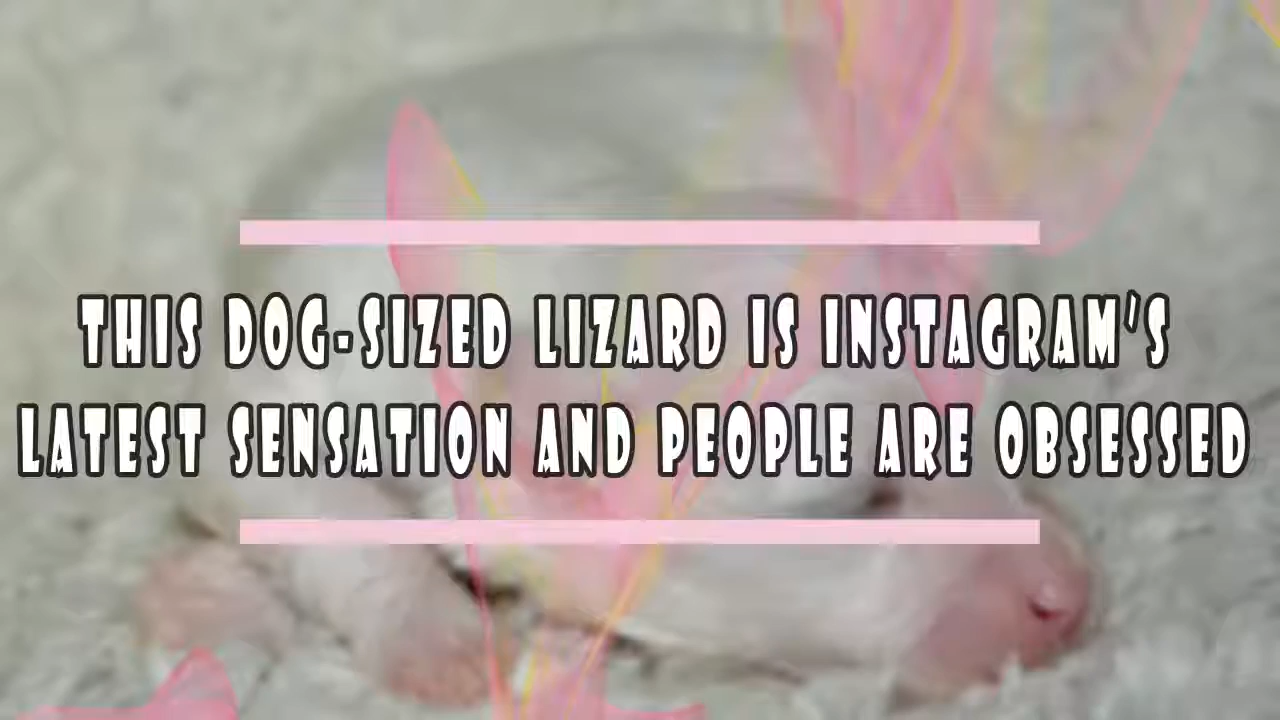 THIS DOG-SIZED LIZARD IS INSTAGRAM'S
LATEST SENSATION AND PEOPLE ARE OBSESSED